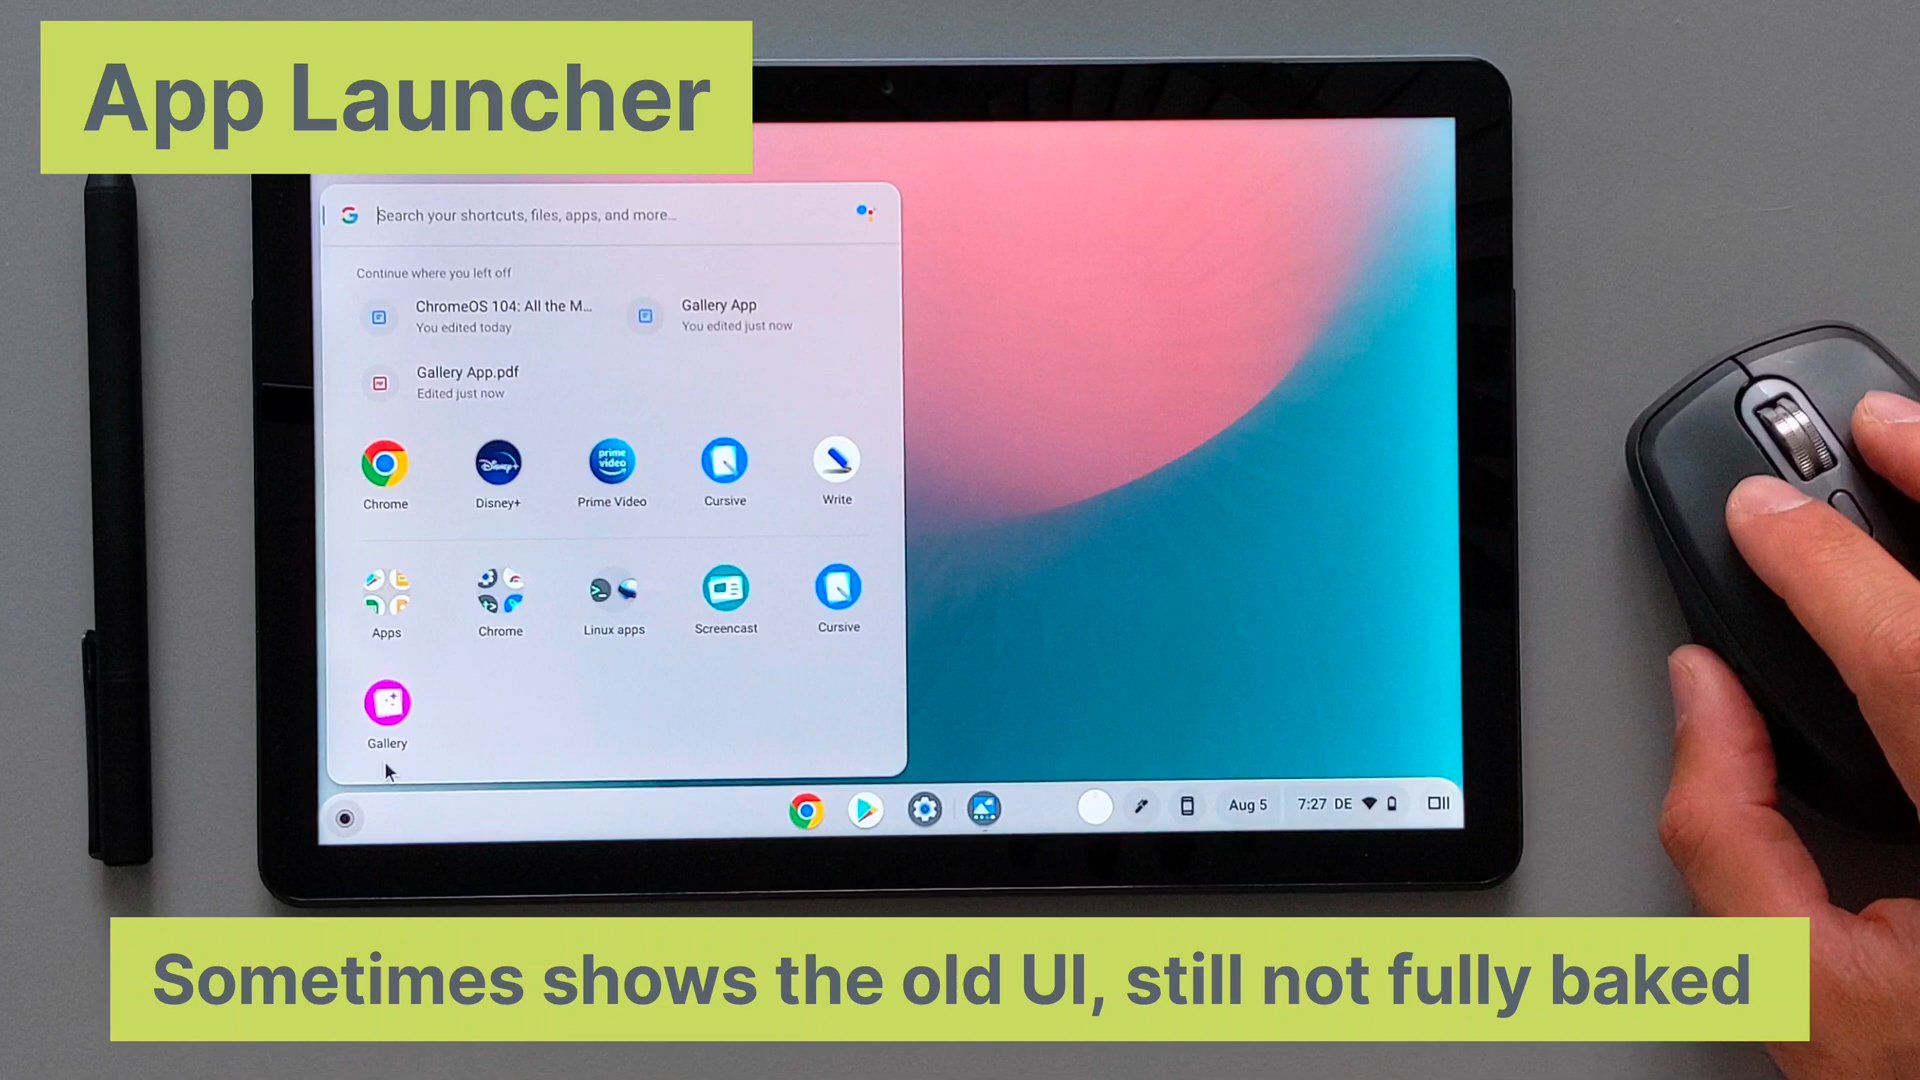 App Launcher
Search your shortcuts, files, apps, and more...
Continue where you left off
ChromeOS 104: All the M...
You edited today
Gallery App
You edited just now
Gallery App.pdf
Edited just now
Disney+
prime
video
Chrome
Disney+
Prime Video
Cursive
Write
Apps
Chrome
Linux apps
Screencast
Cursive
Gallery
Aug 5
7:27 DE
Sometimes shows the old UI, still not fully baked